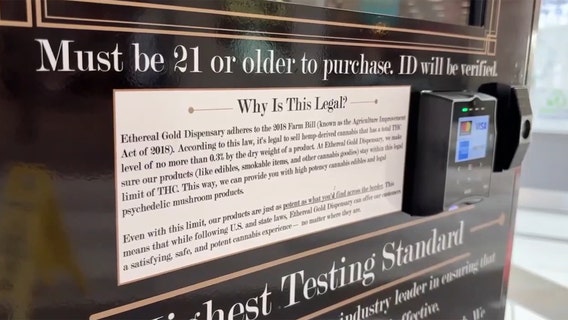 Must be 21 or older to purchase. ID will be verified.
Why Is This Legal?
Ethereal Gold Dispensary adheres to the 2018 Farm Bill (known as the Agriculture Improvement
Act of 2018). According to this law, it's legal to sell hemp-derived cannabis that has a total THC
level of no more than 0.3% by the dry weight of a product. At Ethereal Gold Dispensary, we make
sure our products (like edibles, smokable items, and other cannabis goodies) stay within this legal
limit of THC. This way, we can provide you with high potency cannabis edibles and legal
psychedelic mushroom products.
Even with this limit, our products are just as potent as what you'd find across the border. This
means that while following U.S. and state laws, Ethereal Gold Dispensary can offer our customers
a satisfying, safe, and potent cannabis experience — no matter where they are.
VISA
Highest Testing Standard
industry leader in ensuring that
effective.
We